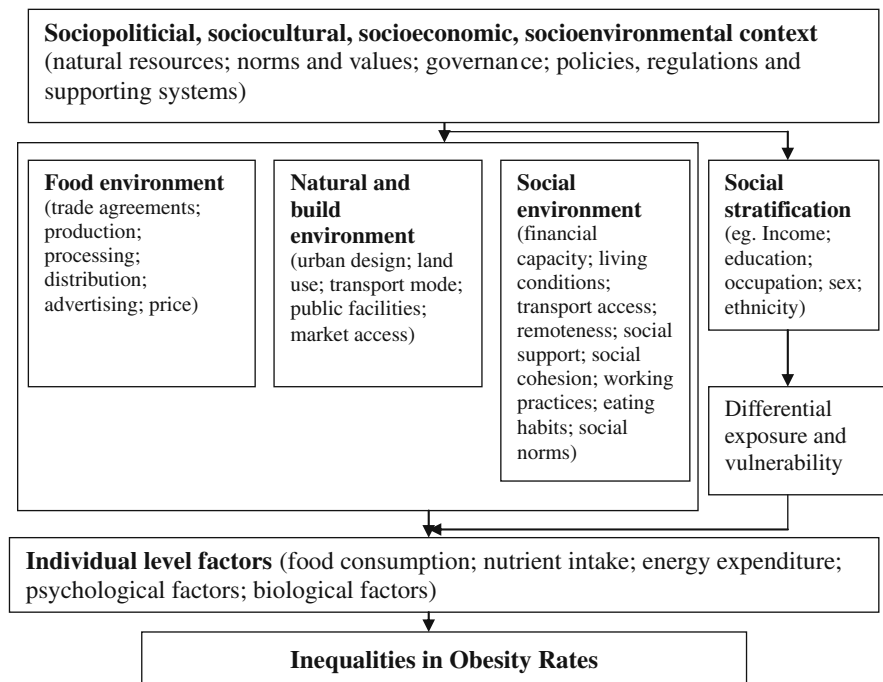 Sociopoliticial, sociocultural, socioeconomic, socioenvironmental context
(natural resources; norms and values; governance; policies, regulations and
supporting systems)
Food environment
(trade agreements;
production;
processing;
distribution;
advertising; price)
Natural and
build
environment
(urban design; land
use; transport mode;
public facilities;
market access)
Social
environment
(financial
capacity; living
conditions;
transport access;
remoteness; social
support; social
cohesion; working
practices; eating
habits; social
norms)
Social
stratification
(eg. Income;
education;
occupation; sex;
ethnicity)
Differential
exposure and
vulnerability
Individual level factors (food consumption; nutrient intake; energy expenditure;
psychological factors; biological factors)
Inequalities in Obesity Rates